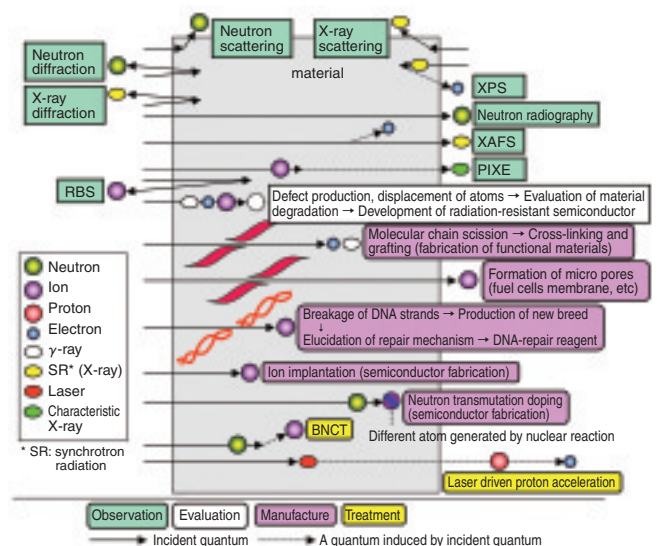 Neutron
scattering
X-ray
scattering
material
Neutron
diffraction
X-ray
diffraction
XPS
Neutron radiography
XAFS
PIXE
RBS
Defect production, displacement of atoms → Evaluation of material
degradation → Development of radiation-resistant semiconductor
Molecular chain scission → Cross-linking and
grafting (fabrication of functional materials)
Formation of micro pores
(fuel cells membrane, etc)
Breakage of DNA strands → Production of new breed
↓
Elucidation of repair mechanism → DNA-repair reagent
Ion implantation (semiconductor fabrication)
Neutron transmutation doping
(semiconductor fabrication)
Different atom generated by nuclear reaction
BNCT
Laser driven proton acceleration
Neutron
Ion
Proton
Electron
γ-ray
SR* (X-ray)
Laser
Characteristic
X-ray
* SR: synchrotron
radiation
Observation Evaluation Manufacture Treatment
Incident quantum A quantum induced by incident quantum